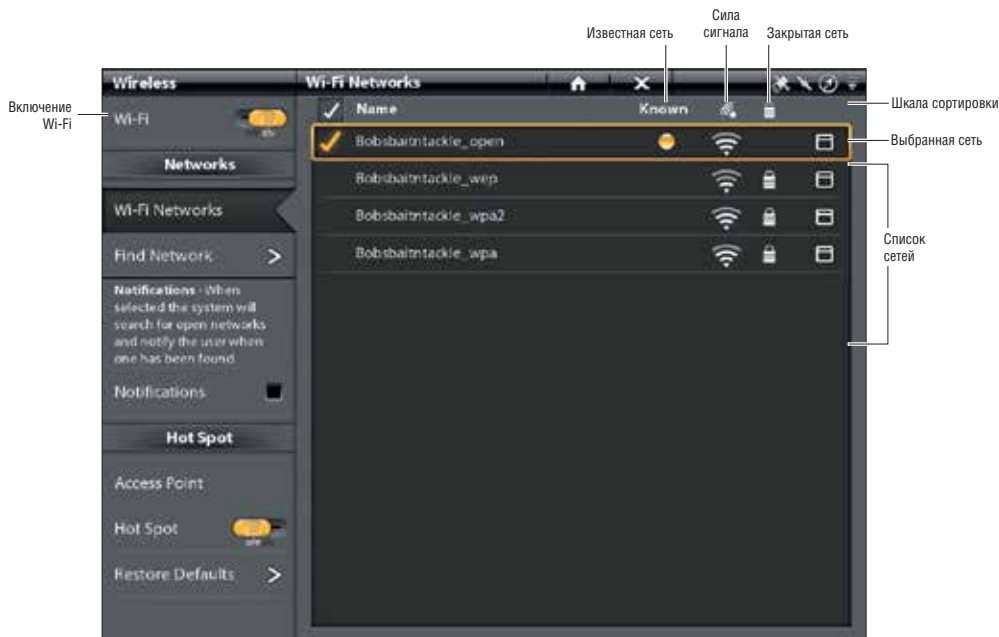 Сила
сигнала
Известная сеть
Закрытая сеть
Включение
Wi-Fi
Шкала сортировки
Выбранная сеть
Список
сетей
Wireless
Wi-Fi
ON
Networks
Wi-Fi Networks
Find Network
Notifications - When
selected the system will
search for open networks
and notify the user when
one has been found
Notifications
Hot Spot
Access Point
Hot Spot
OFF
Restore Defaults
Wi-Fi Networks
Name
Known
Bobsbaitntackle_open
Bobsbaitntackle_wep
Bobsbaitntackle_wpa2
Bobsbaitntackle_wpa